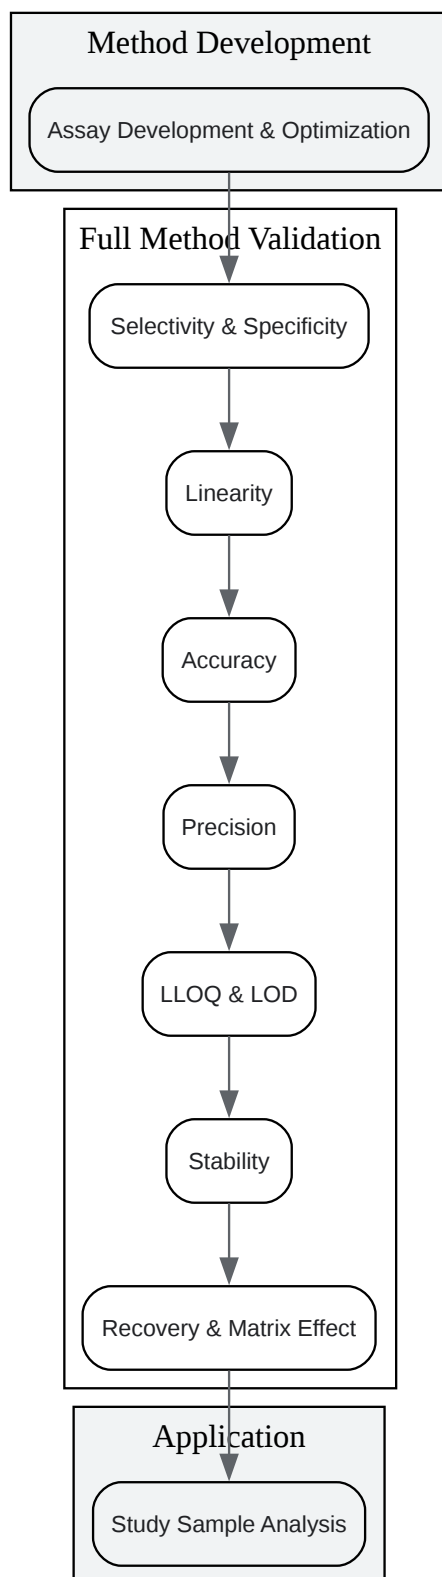 Method Development
Assay Development & Optimization
Full Method Validation
Selectivity & Specificity
Linearity
Accuracy
Precision
LLOQ & LOD
Stability
Recovery & Matrix Effect
Application
Study Sample Analysis